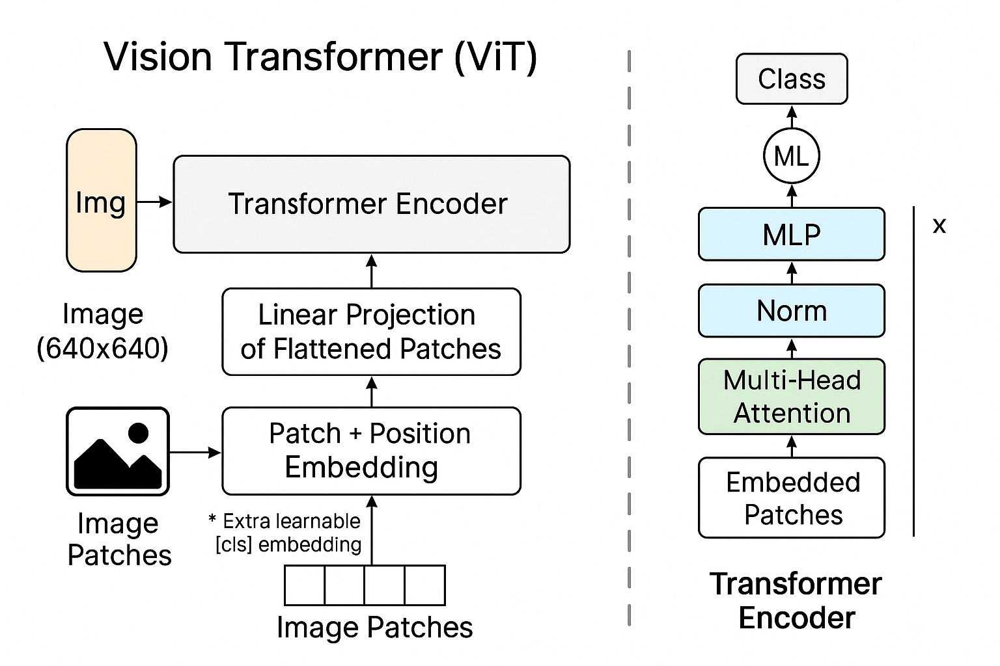 Vision Transformer (ViT)
Img
Transformer Encoder
Image
(640x640)
Linear Projection
of Flattened Patches
Patch + Position
Embedding
Image
Patches
* Extra learnable
[cls] embedding
Image Patches
Class
ML
MLP
x
Norm
Multi-Head
Attention
Embedded
Patches
Transformer
Encoder